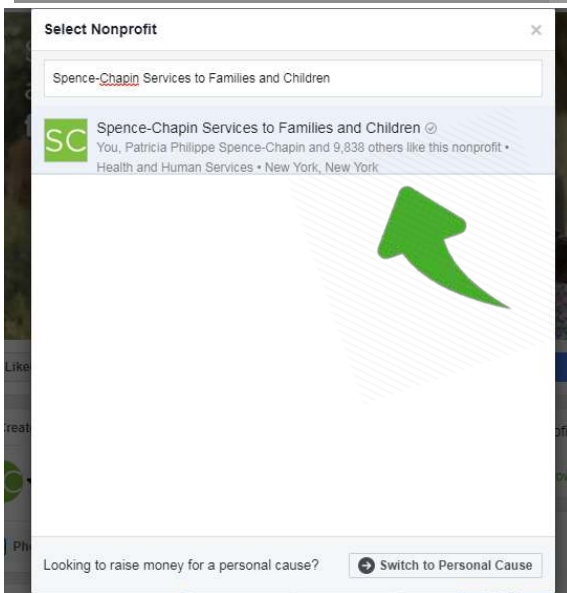 Select Nonprofit
Spence-Chapin Services to Families and Children
SC
Spence-Chapin Services to Families and Children
You, Patricia Philippe Spence-Chapin and 9,838 others like this nonprofit •
Health and Human Services • New York, New York
Like
Looking to raise money for a personal cause?
Switch to Personal Cause